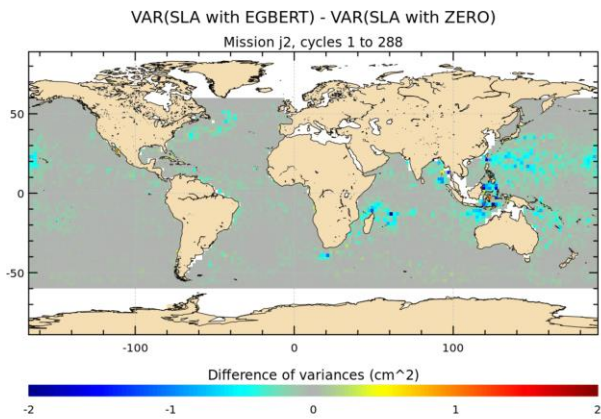 VAR(SLA with EGBERT) - VAR(SLA with ZERO)
Mission j2, cycles 1 to 288
50
0
-50
-100 0 100
Difference of variances (cm^2)
-2 -1 0 1 2